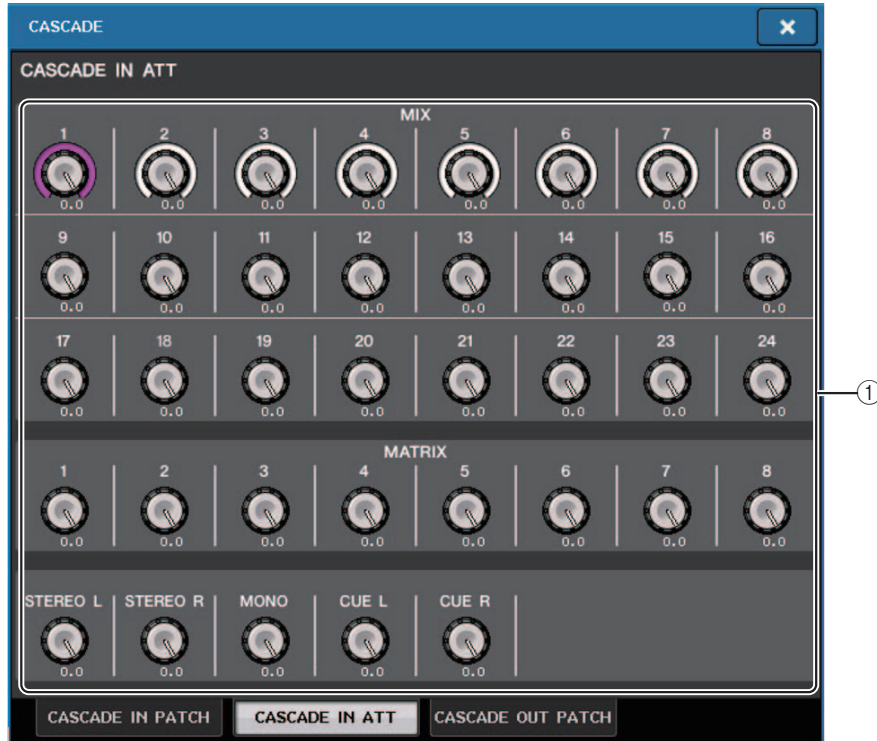 CASCADE
CASCADE IN ATT
MIX
1 2 3 4 5 6 7 8
0.0 0.0 0.0 0.0 0.0 0.0 0.0 0.0
9 10 11 12 13 14 15 16
0.0 0.0 0.0 0.0 0.0 0.0 0.0 0.0
17 18 19 20 21 22 23 24
0.0 0.0 0.0 0.0 0.0 0.0 0.0 0.0
①
MATRIX
1 2 3 4 5 6 7 8
0.0 0.0 0.0 0.0 0.0 0.0 0.0 0.0
STEREO L STEREO R MONO CUE L CUE R
0.0 0.0 0.0 0.0 0.0
CASCADE IN PATCH CASCADE IN ATT CASCADE OUT PATCH